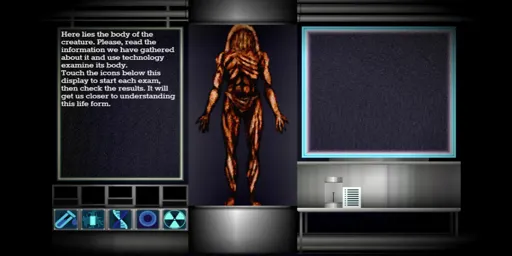 Here lies the body of the
creature. Please, read the
information we have gathered
about it and use technology
examine its body.
Touch the icons below this
display to start each exam,
then check the results. It will
get us closer to understanding
this life form.